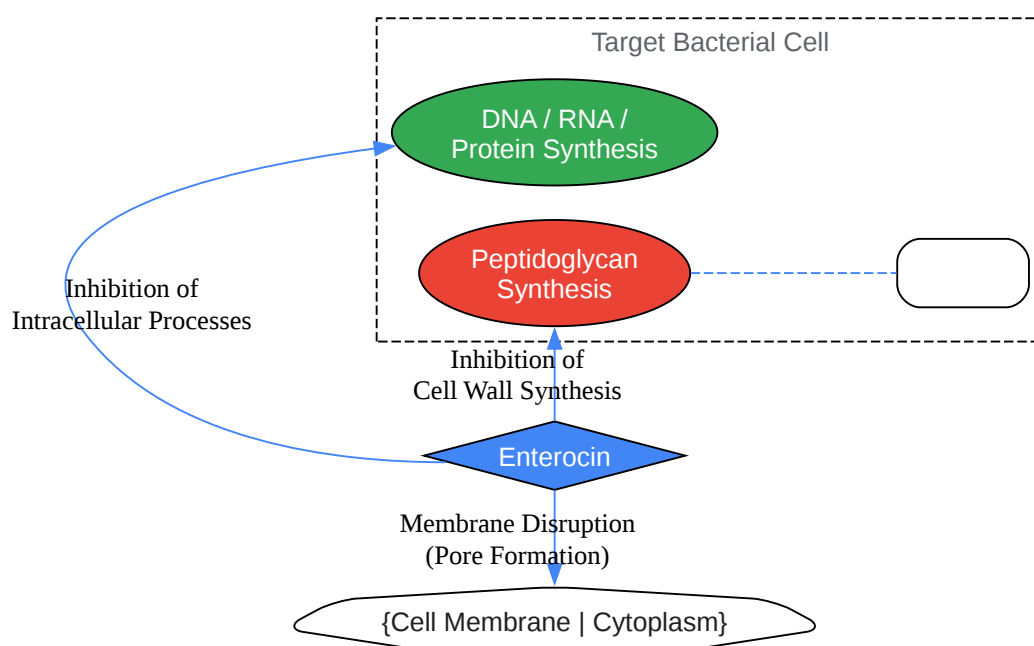 Target Bacterial Cell
DNA / RNA /
Protein Synthesis
Peptidoglycan
Synthesis
Inhibition of
Intracellular Processes
Inhibition of
Cell Wall Synthesis
Enterocin
Membrane Disruption
(Pore Formation)
{Cell Membrane | Cytoplasm}